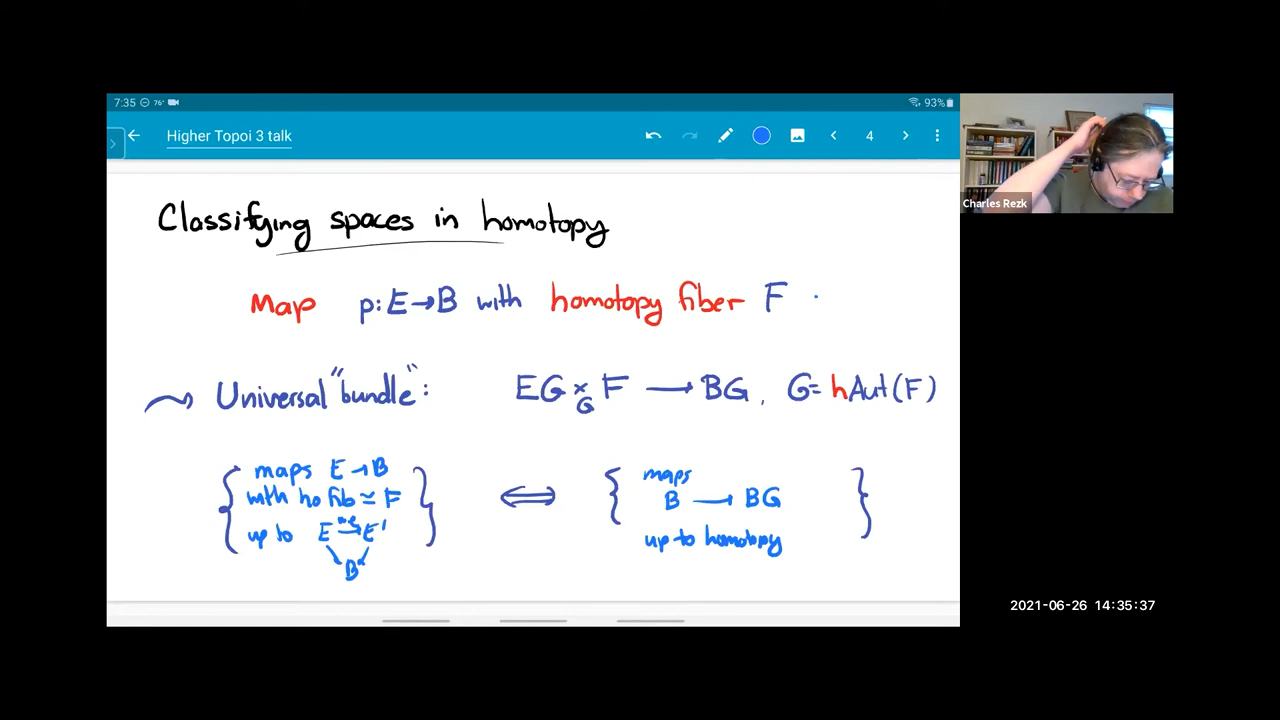 7:35 76° 93%
Higher Topoi 3 talk
4
Charles Rezk
Classifying spaces in homotopy
Map p: E → B with homotopy fiber F
⇝ Universal "bundle": EG ×_G F → BG, G = hAut(F)
{ maps E → B with ho fib ≃ F up to E →^{we} E' ↘ B ↙ } ⟺ { maps B → BG up to homotopy }
2021-06-26 14:35:37